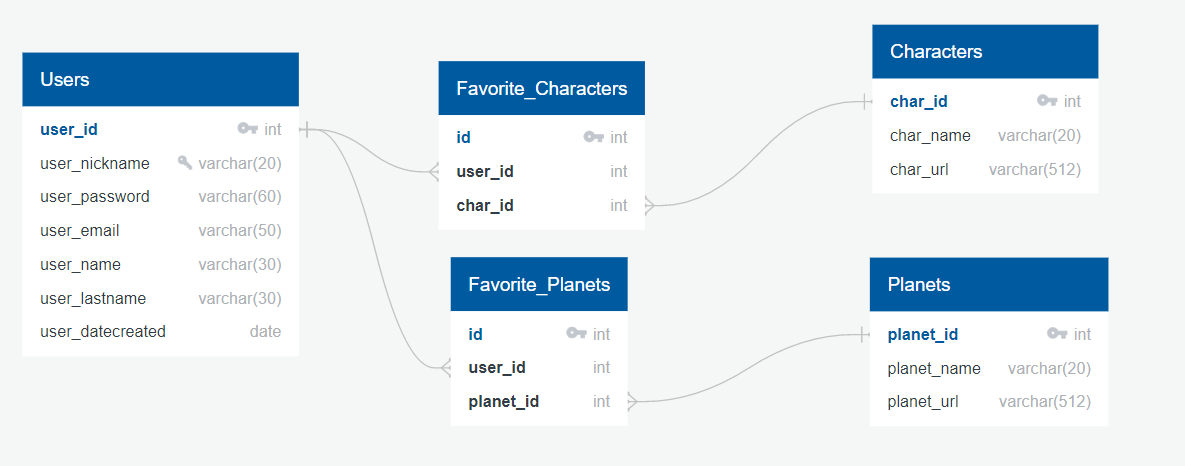 Users
user_id int
user_nickname varchar(20)
user_password varchar(60)
user_email varchar(50)
user_name varchar(30)
user_lastname varchar(30)
user_datecreated date
Favorite_Characters
id int
user_id int
char_id int
Favorite_Planets
id int
user_id int
planet_id int
Characters
char_id int
char_name varchar(20)
char_url varchar(512)
Planets
planet_id int
planet_name varchar(20)
planet_url varchar(512)